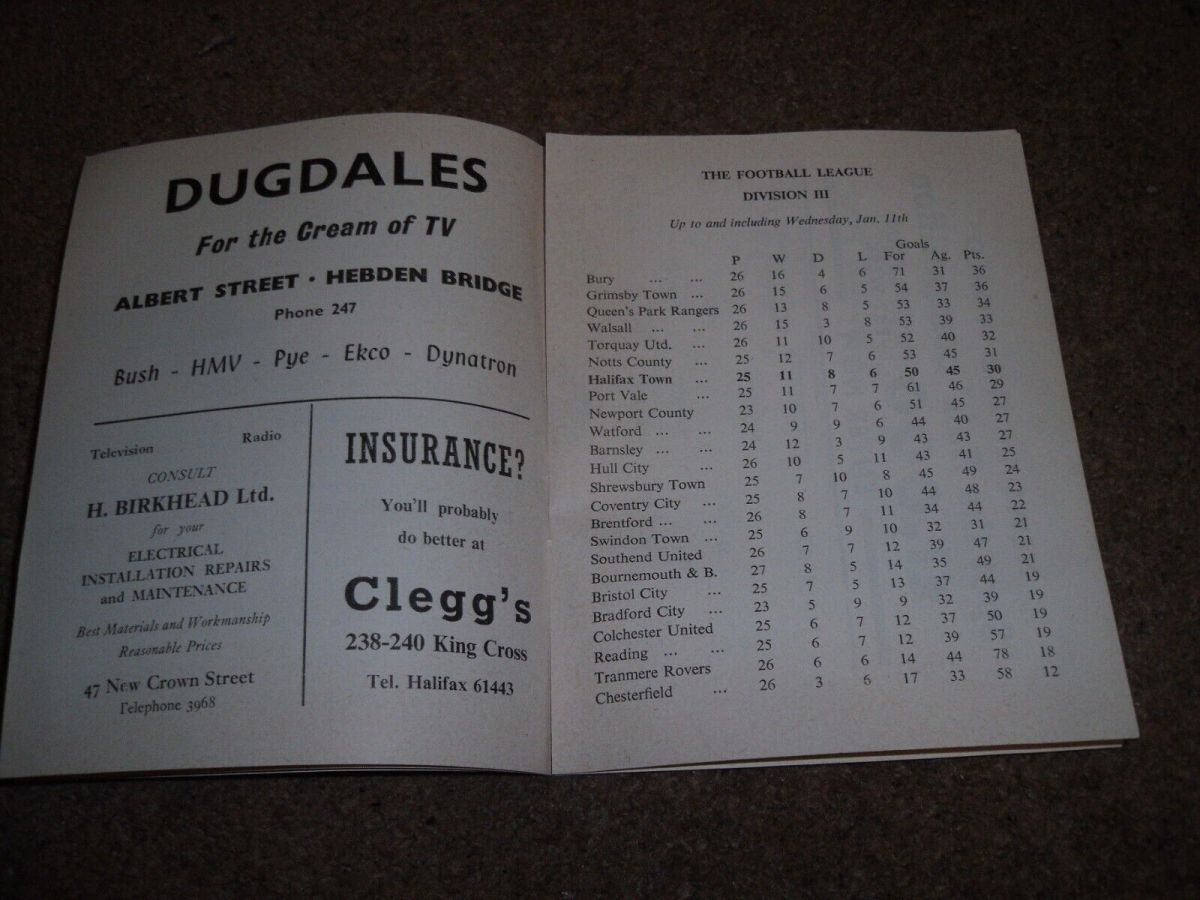 DUGDALES
For the Cream of TV
ALBERT STREET · HEBDEN BRIDGE
Phone 247
Bush - HMV - Pye - Ekco - Dynatron
Television Radio
CONSULT
H. BIRKHEAD Ltd.
for your
ELECTRICAL
INSTALLATION REPAIRS
and MAINTENANCE
Best Materials and Workmanship
Reasonable Prices
47 New Crown Street
Telephone 3968
INSURANCE?
You'll probably
do better at
Clegg's
238-240 King Cross
Tel. Halifax 61443
THE FOOTBALL LEAGUE
DIVISION III
Up to and including Wednesday, Jan. 11th
Goals
P W D L For Ag. Pts.
Bury ... ... 26 16 4 6 71 31 36
Grimsby Town ... 26 15 6 5 54 37 36
Queen's Park Rangers 26 13 8 5 53 33 34
Walsall ... ... 26 15 3 8 53 39 33
Torquay Utd. ... 26 11 10 5 52 40 32
Notts County ... 25 12 7 6 53 45 31
Halifax Town ... 25 11 8 6 50 45 30
Port Vale ... 25 11 7 7 61 46 29
Newport County 23 10 7 6 51 45 27
Watford ... ... 24 9 9 6 44 40 27
Barnsley ... ... 24 12 3 9 43 43 27
Hull City ... 26 10 5 11 43 41 25
Shrewsbury Town 25 7 10 8 45 49 24
Coventry City ... 25 8 7 10 44 48 23
Brentford ... ... 26 8 7 11 34 44 22
Swindon Town ... 25 6 9 10 32 31 21
Southend United 26 7 7 12 39 47 21
Bournemouth & B. 27 8 5 14 35 49 21
Bristol City ... 25 7 5 13 37 44 19
Bradford City ... 23 5 9 9 32 39 19
Colchester United 25 6 7 12 37 50 19
Reading ... ... 25 6 7 12 39 57 19
Tranmere Rovers 26 6 6 14 44 78 18
Chesterfield ... 26 3 6 17 33 58 12